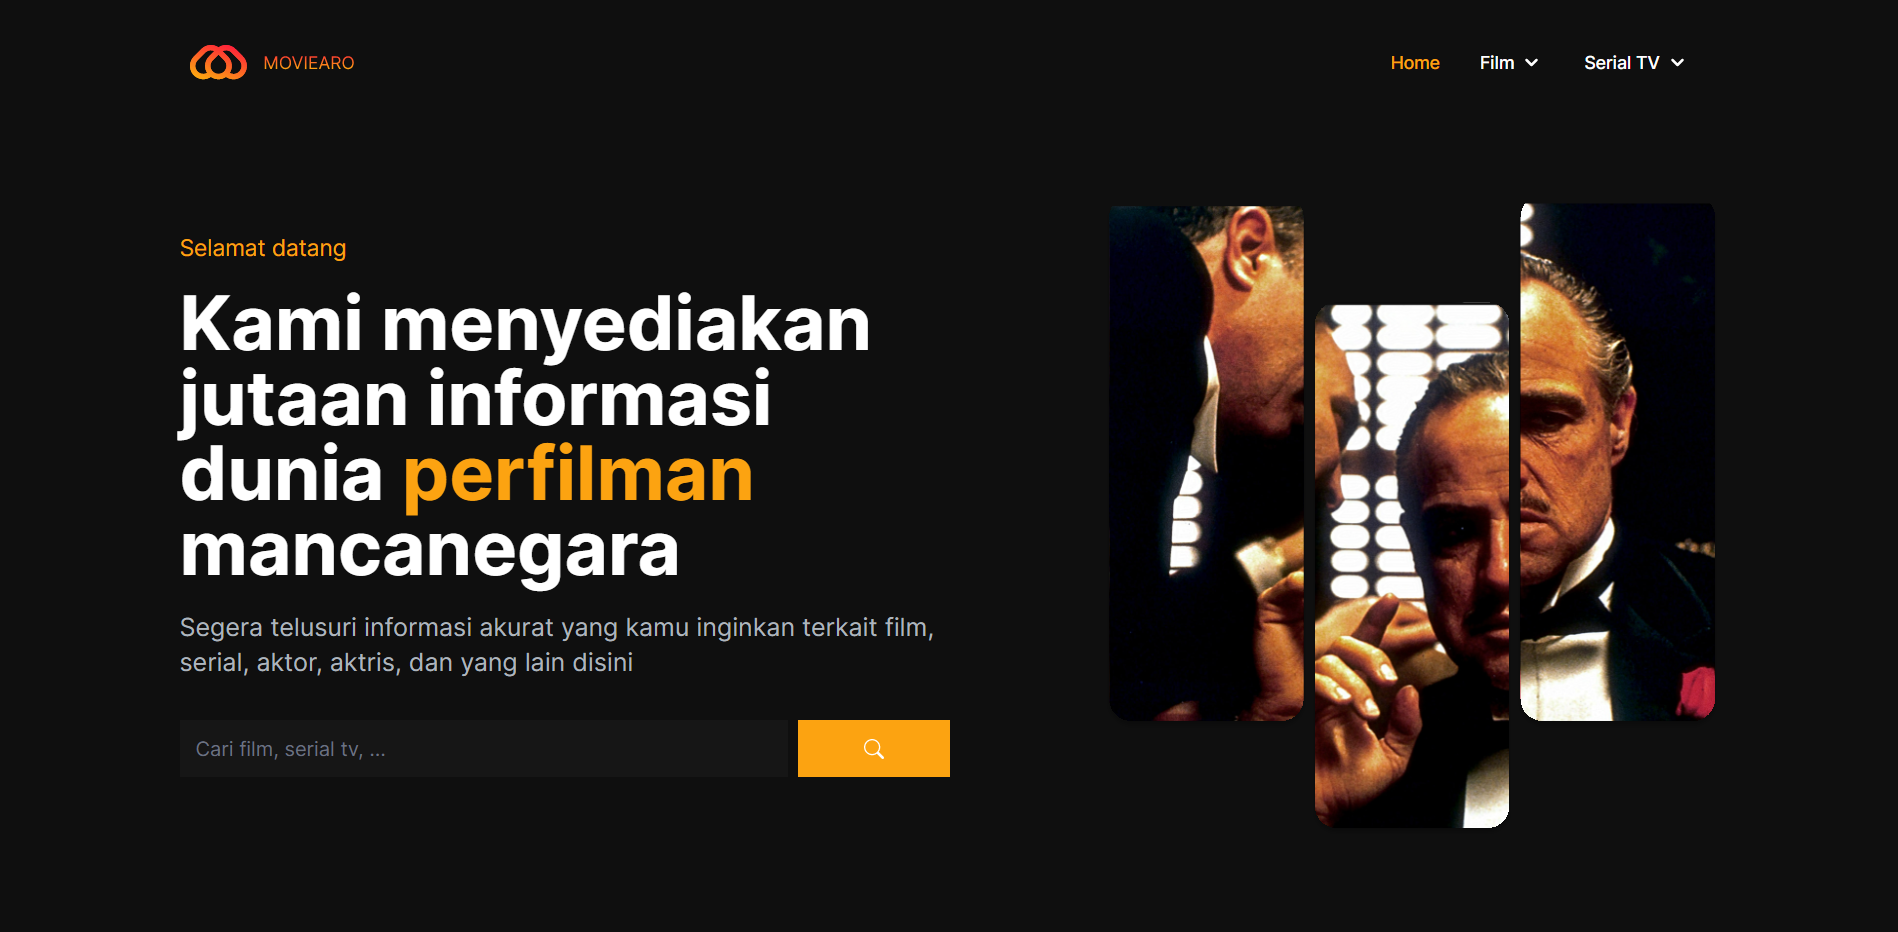 MOVIEARO
Home
Film
Serial TV
Selamat datang
Kami menyediakan
jutaan informasi
dunia perfilman
mancanegara
Segera telusuri informasi akurat yang kamu inginkan terkait film,
serial, aktor, aktris, dan yang lain disini
Cari film, serial tv, ...